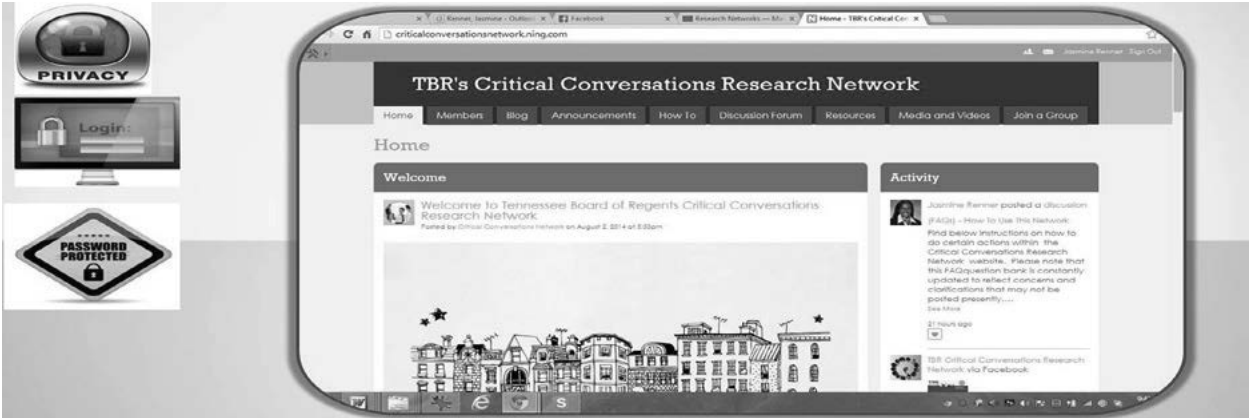 PRIVACY
Login:
PASSWORD
PROTECTED
Renner, Jasmine - Outlo
Facebook
Research Networks — M
Home - TBR's Critical Con
criticalconversationsnetwork.ning.com
Jasmine Renner Sign Out
TBR's Critical Conversations Research Network
Home Members Blog Announcements How To Discussion Forum Resources Media and Videos Join a Group
Home
Welcome
Welcome to Tennessee Board of Regents Critical Conversations
Research Network
Posted by Critical Conversations Network on August 2, 2014 at
Activity
Jasmine Renner posted a discussion
(FAQs) - How To Use This Network
Find below instructions on how to
do certain actions within the
Critical Conversations Research
Network website. Please note that
this FAQquestion bank is constantly
updated to reflect concerns and
clarifications that may not be
posted presently....
See More
21 hours ago
TBR Critical Conversations Research
Network via Facebook